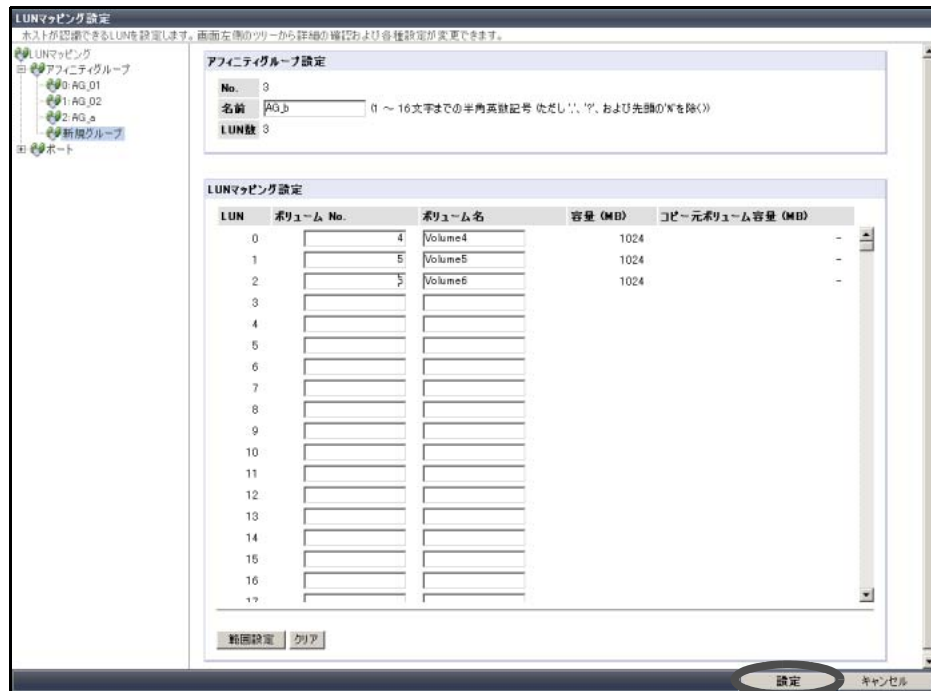 LUNマッピング設定
ホストが認識できるLUNを設定します。画面左側のツリーから詳細の確認および各種設定が変更できます。
LUNマッピング
アフィニティグループ
0: AG_01
1: AG_02
2: AG_a
新規グループ
ポート
アフィニティグループ設定
No. 3
名前 AG_b (1 ～ 16文字までの半角英数記号 (ただし、',', '?'、および先頭の'¥'を除く))
LUN数 3
LUNマッピング設定
LUN ボリューム No. ボリューム名 容量 (MB) コピー元ボリューム容量 (MB)
0 4 Volume4 1024 -
1 5 Volume5 1024 -
2 Volume6 1024 -
3
4
5
6
7
8
9
10
11
12
13
14
15
16
17
範囲設定 クリア
設定 キャンセル